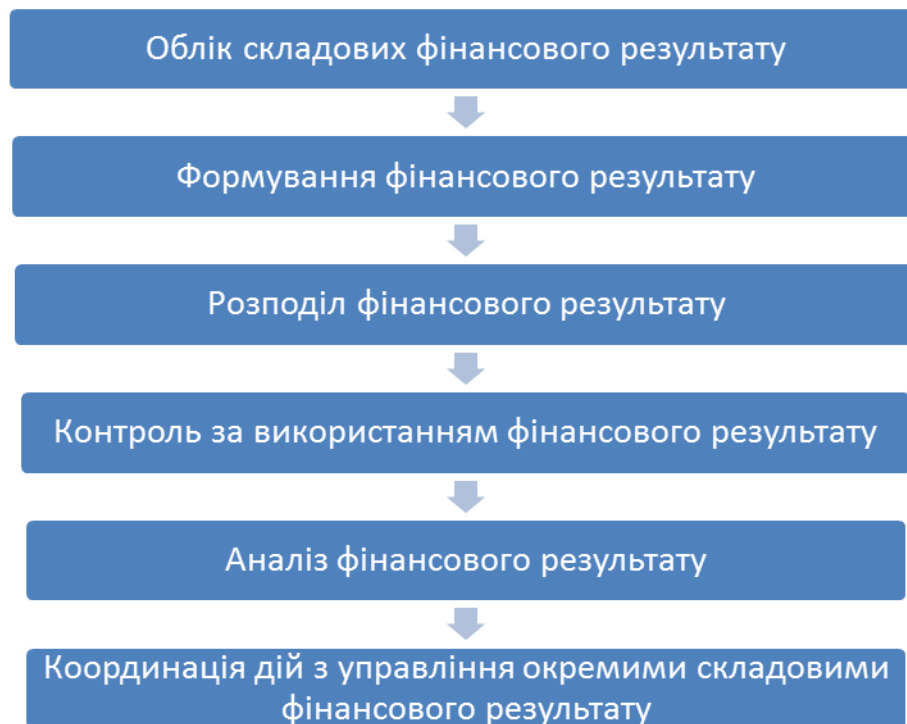 Облік складових фінансового результату
Формування фінансового результату
Розподіл фінансового результату
Контроль за використанням фінансового результату
Аналіз фінансового результату
Координація дій з управління окремими складовими
фінансового результату